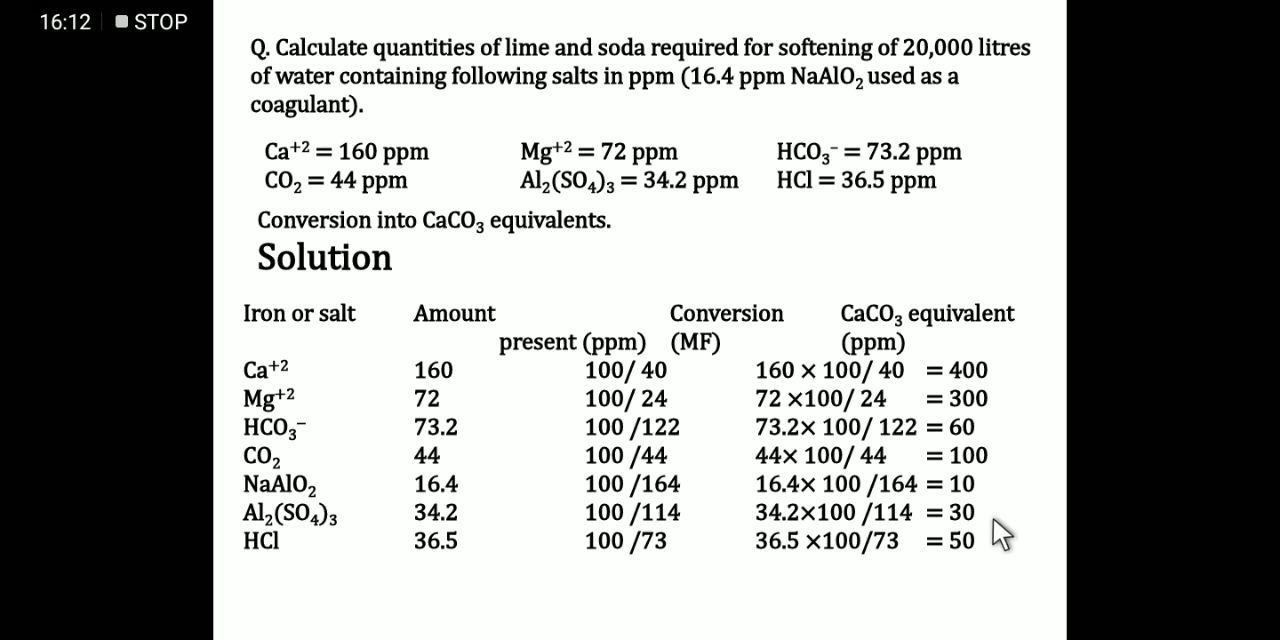 16:12 STOP
Q. Calculate quantities of lime and soda required for softening of 20,000 litres
of water containing following salts in ppm (16.4 ppm NaAlO₂ used as a
coagulant).
Ca⁺² = 160 ppm Mg⁺² = 72 ppm HCO₃⁻ = 73.2 ppm
CO₂ = 44 ppm Al₂(SO₄)₃ = 34.2 ppm HCl = 36.5 ppm
Conversion into CaCO₃ equivalents.
Solution
Iron or salt Amount Conversion CaCO₃ equivalent
present (ppm) (MF) (ppm)
Ca⁺² 160 100/ 40 160 × 100/ 40 = 400
Mg⁺² 72 100/ 24 72 ×100/ 24 = 300
HCO₃⁻ 73.2 100 /122 73.2× 100/ 122 = 60
CO₂ 44 100 /44 44× 100/ 44 = 100
NaAlO₂ 16.4 100 /164 16.4× 100 /164 = 10
Al₂(SO₄)₃ 34.2 100 /114 34.2×100 /114 = 30
HCl 36.5 100 /73 36.5 ×100/73 = 50